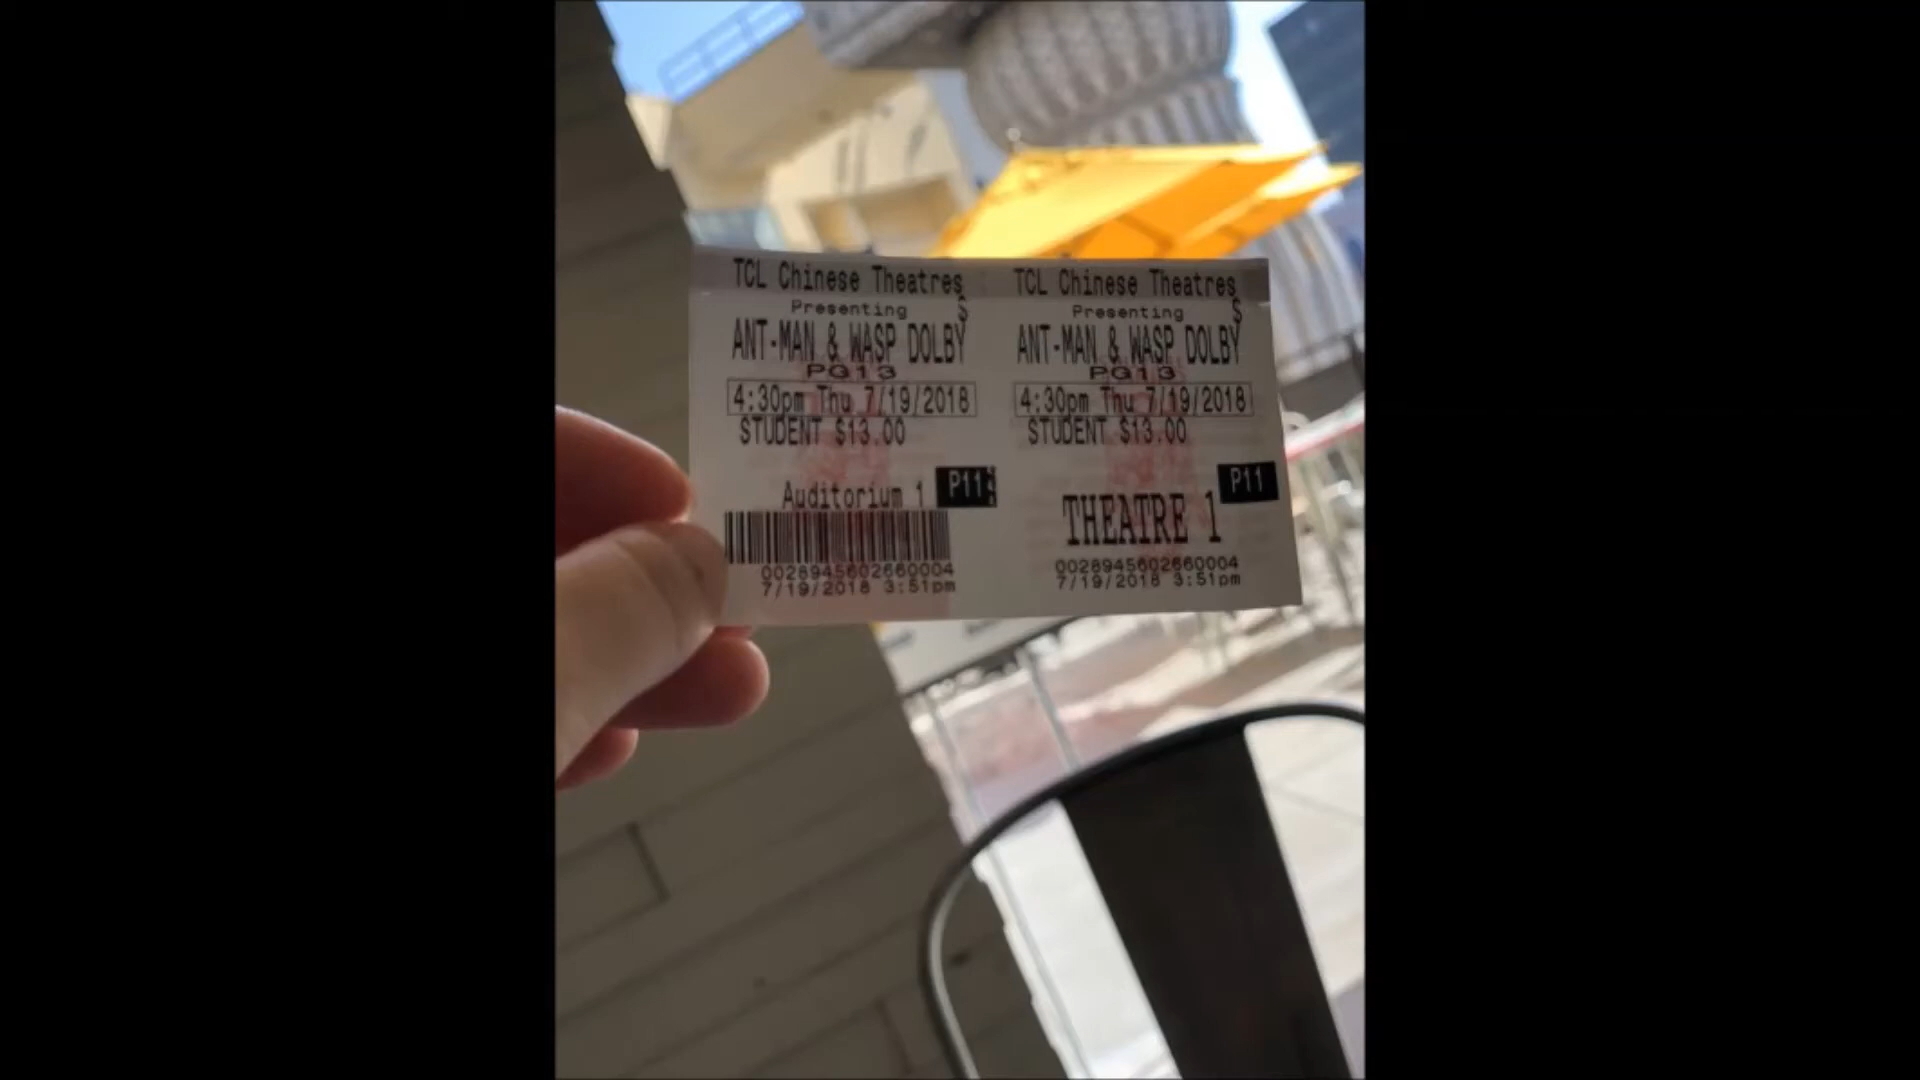 TCL Chinese Theatres
Presenting $
ANT-MAN & WASP DOLBY
PG13
4:30pm Thu 7/19/2018
STUDENT $13.00
Auditorium 1 P11
0028945602660004
7/19/2018 3:51pm
TCL Chinese Theatres
Presenting $
ANT-MAN & WASP DOLBY
PG13
4:30pm Thu 7/19/2018
STUDENT $13.00
P11
THEATRE 1
0028945602660004
7/19/2018 3:51pm